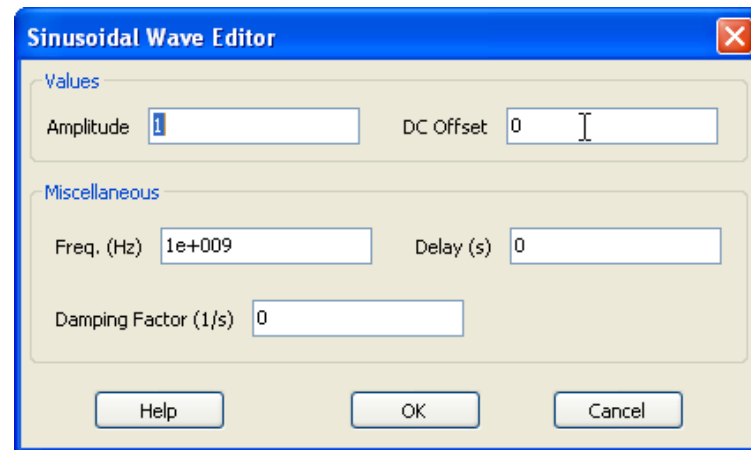 Sinusoidal Wave Editor
Values
Amplitude 1 DC Offset 0
Miscellaneous
Freq. (Hz) 1e+009 Delay (s) 0
Damping Factor (1/s) 0
Help OK Cancel